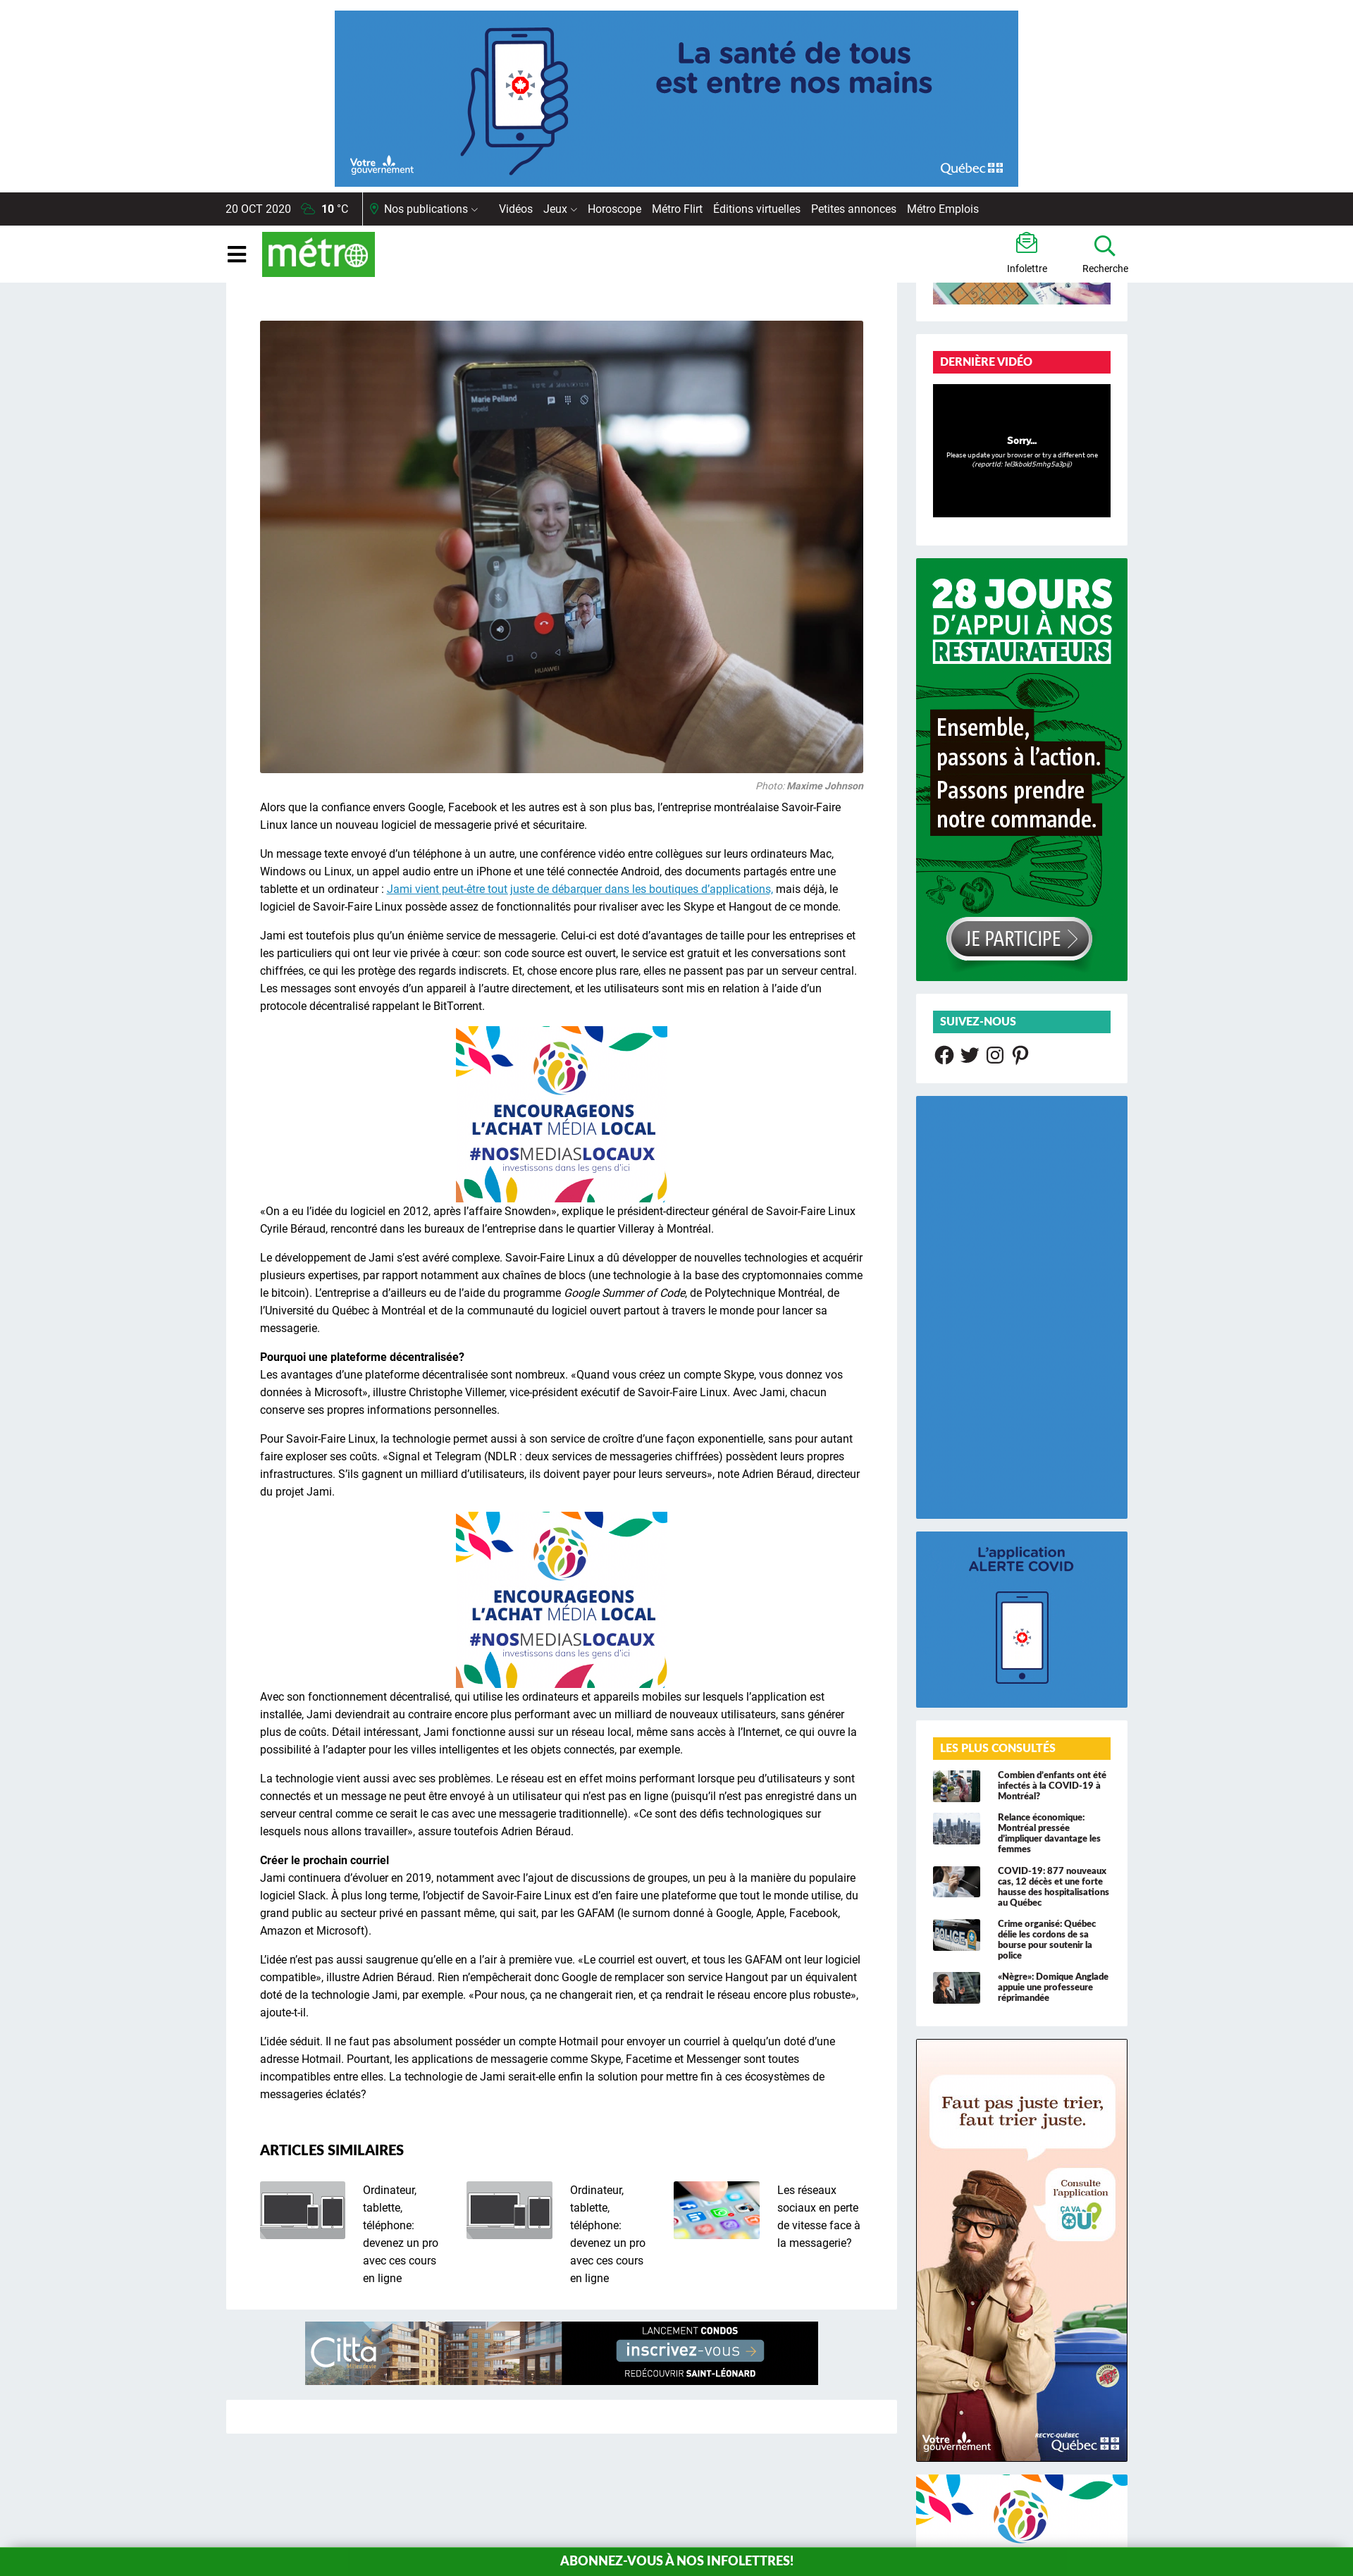 La santé de tous
est entre nos mains
Votre
gouvernement
Québec
20 OCT 2020 10 °C Nos publications Vidéos Jeux Horoscope Métro Flirt Éditions virtuelles Petites annonces Métro Emplois
métro
Infolettre
Recherche
Marie Pelland
HUAWEI
Photo: Maxime Johnson
Alors que la confiance envers Google, Facebook et les autres est à son plus bas, l’entreprise montréalaise Savoir-Faire
Linux lance un nouveau logiciel de messagerie privé et sécuritaire.
Un message texte envoyé d’un téléphone à un autre, une conférence vidéo entre collègues sur leurs ordinateurs Mac,
Windows ou Linux, un appel audio entre un iPhone et une télé connectée Android, des documents partagés entre une
tablette et un ordinateur : Jami vient peut-être tout juste de débarquer dans les boutiques d’applications, mais déjà, le
logiciel de Savoir-Faire Linux possède assez de fonctionnalités pour rivaliser avec les Skype et Hangout de ce monde.
Jami est toutefois plus qu’un énième service de messagerie. Celui-ci est doté d’avantages de taille pour les entreprises et
les particuliers qui ont leur vie privée à cœur: son code source est ouvert, le service est gratuit et les conversations sont
chiffrées, ce qui les protège des regards indiscrets. Et, chose encore plus rare, elles ne passent pas par un serveur central.
Les messages sont envoyés d’un appareil à l’autre directement, et les utilisateurs sont mis en relation à l’aide d’un
protocole décentralisé rappelant le BitTorrent.
ENCOURAGEONS
L’ACHAT MÉDIA LOCAL
#NOSMEDIASLOCAUX
investissons dans les gens d’ici
«On a eu l’idée du logiciel en 2012, après l’affaire Snowden», explique le président-directeur général de Savoir-Faire Linux
Cyrile Béraud, rencontré dans les bureaux de l’entreprise dans le quartier Villeray à Montréal.
Le développement de Jami s’est avéré complexe. Savoir-Faire Linux a dû développer de nouvelles technologies et acquérir
plusieurs expertises, par rapport notamment aux chaînes de blocs (une technologie à la base des cryptomonnaies comme
le bitcoin). L’entreprise a d’ailleurs eu de l’aide du programme Google Summer of Code, de Polytechnique Montréal, de
l’Université du Québec à Montréal et de la communauté du logiciel ouvert partout à travers le monde pour lancer sa
messagerie.
Pourquoi une plateforme décentralisée?
Les avantages d’une plateforme décentralisée sont nombreux. «Quand vous créez un compte Skype, vous donnez vos
données à Microsoft», illustre Christophe Villemer, vice-président exécutif de Savoir-Faire Linux. Avec Jami, chacun
conserve ses propres informations personnelles.
Pour Savoir-Faire Linux, la technologie permet aussi à son service de croître d’une façon exponentielle, sans pour autant
faire exploser ses coûts. «Signal et Telegram (NDLR : deux services de messageries chiffrées) possèdent leurs propres
infrastructures. S’ils gagnent un milliard d’utilisateurs, ils doivent payer pour leurs serveurs», note Adrien Béraud, directeur
du projet Jami.
ENCOURAGEONS
L’ACHAT MÉDIA LOCAL
#NOSMEDIASLOCAUX
investissons dans les gens d’ici
Avec son fonctionnement décentralisé, qui utilise les ordinateurs et appareils mobiles sur lesquels l’application est
installée, Jami deviendrait au contraire encore plus performant avec un milliard de nouveaux utilisateurs, sans générer
plus de coûts. Détail intéressant, Jami fonctionne aussi sur un réseau local, même sans accès à l’Internet, ce qui ouvre la
possibilité à l’adapter pour les villes intelligentes et les objets connectés, par exemple.
La technologie vient aussi avec ses problèmes. Le réseau est en effet moins performant lorsque peu d’utilisateurs y sont
connectés et un message ne peut être envoyé à un utilisateur qui n’est pas en ligne (puisqu’il n’est pas enregistré dans un
serveur central comme ce serait le cas avec une messagerie traditionnelle). «Ce sont des défis technologiques sur
lesquels nous allons travailler», assure toutefois Adrien Béraud.
Créer le prochain courriel
Jami continuera d’évoluer en 2019, notamment avec l’ajout de discussions de groupes, un peu à la manière du populaire
logiciel Slack. À plus long terme, l’objectif de Savoir-Faire Linux est d’en faire une plateforme que tout le monde utilise, du
grand public au secteur privé en passant même, qui sait, par les GAFAM (le surnom donné à Google, Apple, Facebook,
Amazon et Microsoft).
L’idée n’est pas aussi saugrenue qu’elle en a l’air à première vue. «Le courriel est ouvert, et tous les GAFAM ont leur logiciel
compatible», illustre Adrien Béraud. Rien n’empêcherait donc Google de remplacer son service Hangout par un équivalent
doté de la technologie Jami, par exemple. «Pour nous, ça ne changerait rien, et ça rendrait le réseau encore plus robuste»,
ajoute-t-il.
L’idée séduit. Il ne faut pas absolument posséder un compte Hotmail pour envoyer un courriel à quelqu’un doté d’une
adresse Hotmail. Pourtant, les applications de messagerie comme Skype, Facetime et Messenger sont toutes
incompatibles entre elles. La technologie de Jami serait-elle enfin la solution pour mettre fin à ces écosystèmes de
messageries éclatés?
ARTICLES SIMILAIRES
Ordinateur,
tablette,
téléphone:
devenez un pro
avec ces cours
en ligne
Ordinateur,
tablette,
téléphone:
devenez un pro
avec ces cours
en ligne
Les réseaux
sociaux en perte
de vitesse face à
la messagerie?
Città
LANCEMENT CONDOS
inscrivez-vous
REDÉCOUVRIR SAINT-LÉONARD
DERNIÈRE VIDÉO
Sorry...
Please update your browser or try a different one
28 JOURS
D’APPUI À NOS
RESTAURATEURS
Ensemble,
passons à l’action.
Passons prendre
notre commande.
JE PARTICIPE
SUIVEZ-NOUS
L’application
ALERTE COVID
LES PLUS CONSULTÉS
Combien d’enfants ont été
infectés à la COVID-19 à
Montréal?
Relance économique:
Montréal pressée
d’impliquer davantage les
femmes
COVID-19: 877 nouveaux
cas, 12 décès et une forte
hausse des hospitalisations
au Québec
POLICE
Crime organisé: Québec
délie les cordons de sa
bourse pour soutenir la
police
«Nègre»: Domique Anglade
appuie une professeure
réprimandée
Faut pas juste trier,
faut trier juste.
Consulte
l’application
ÇA VA
OÙ?
Votre
gouvernement
RECYC-QUÉBEC
Québec
ABONNEZ-VOUS À NOS INFOLETTRES!